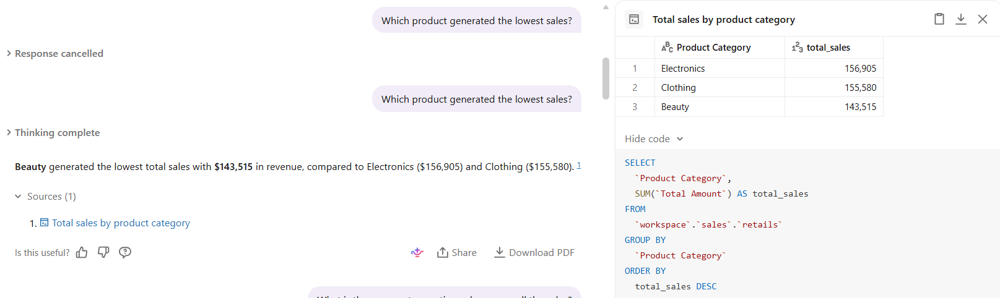 Which product generated the lowest sales?
Response cancelled
Which product generated the lowest sales?
Thinking complete
Beauty generated the lowest total sales with $143,515 in revenue, compared to Electronics ($156,905) and Clothing ($155,580). 1
Sources (1)
1. Total sales by product category
Is this useful?
Share
Download PDF
Total sales by product category
ABC Product Category
123 total_sales
1 Electronics 156,905
2 Clothing 155,580
3 Beauty 143,515
Hide code
SELECT
`Product Category`,
SUM(`Total Amount`) AS total_sales
FROM
`workspace`.`sales`.`retails`
GROUP BY
`Product Category`
ORDER BY
total_sales DESC